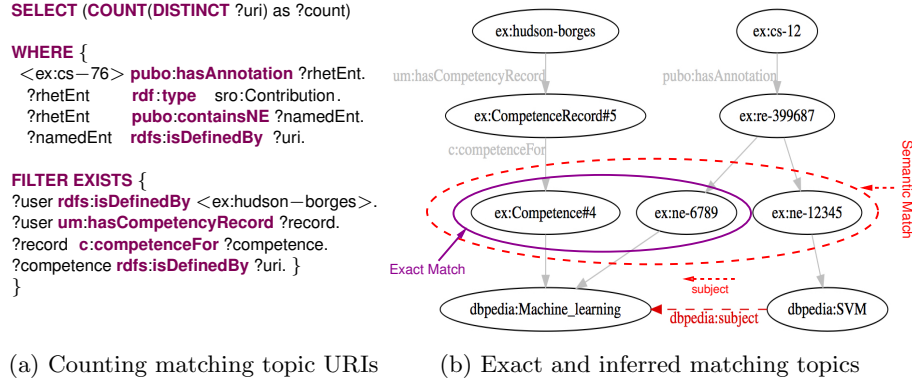 SELECT (COUNT(DISTINCT ?uri) as ?count)
WHERE {
<ex:cs−76> pubo:hasAnnotation ?rhetEnt.
?rhetEnt rdf:type sro:Contribution.
?rhetEnt pubo:containsNE ?namedEnt.
?namedEnt rdfs:isDefinedBy ?uri.
FILTER EXISTS {
?user rdfs:isDefinedBy <ex:hudson−borges>.
?user um:hasCompetencyRecord ?record.
?record c:competenceFor ?competence.
?competence rdfs:isDefinedBy ?uri. }
}
(a) Counting matching topic URIs
ex:hudson-borges
ex:cs-12
um:hasCompetencyRecord
pubo:hasAnnotation
ex:CompetenceRecord#5
ex:re-399687
c:competenceFor
Semantic Match
ex:Competence#4
ex:ne-6789
ex:ne-12345
Exact Match
subject
dbpedia:Machine_learning
dbpedia:subject
dbpedia:SVM
(b) Exact and inferred matching topics